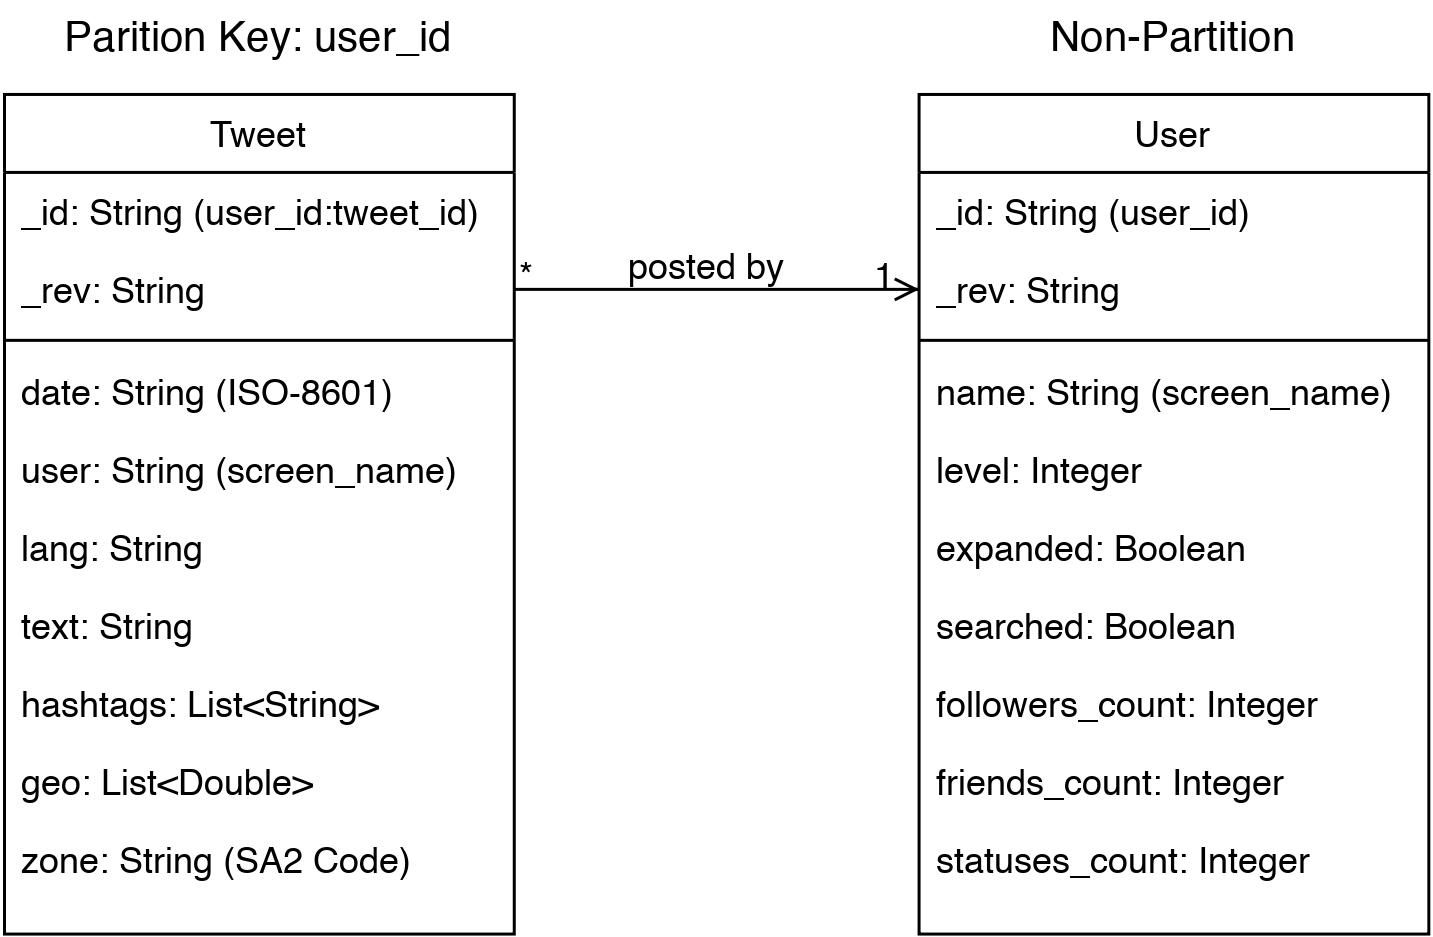 Parition Key: user_id
Non-Partition
Tweet
_id: String (user_id:tweet_id)
_rev: String
date: String (ISO-8601)
user: String (screen_name)
lang: String
text: String
hashtags: List<String>
geo: List<Double>
zone: String (SA2 Code)
* posted by 1
User
_id: String (user_id)
_rev: String
name: String (screen_name)
level: Integer
expanded: Boolean
searched: Boolean
followers_count: Integer
friends_count: Integer
statuses_count: Integer